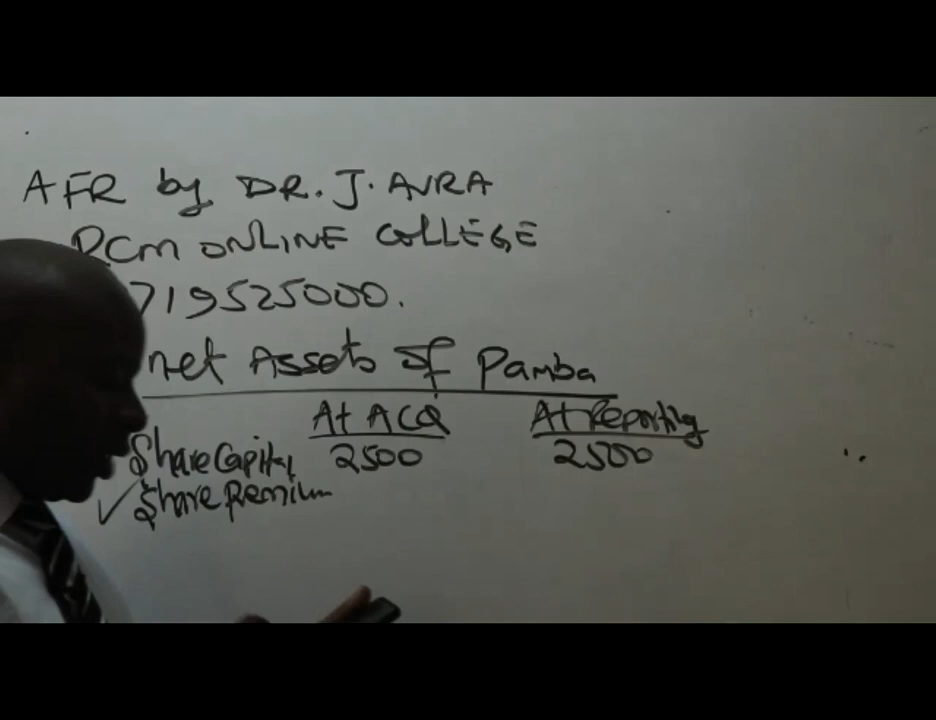 AFR by DR. J. AVRA
RCM ONLINE COLLEGE
719525000.
net Assets of Pamba
At ACQ At Reporting
Share Capital 2500 2500
✓ Share Premium